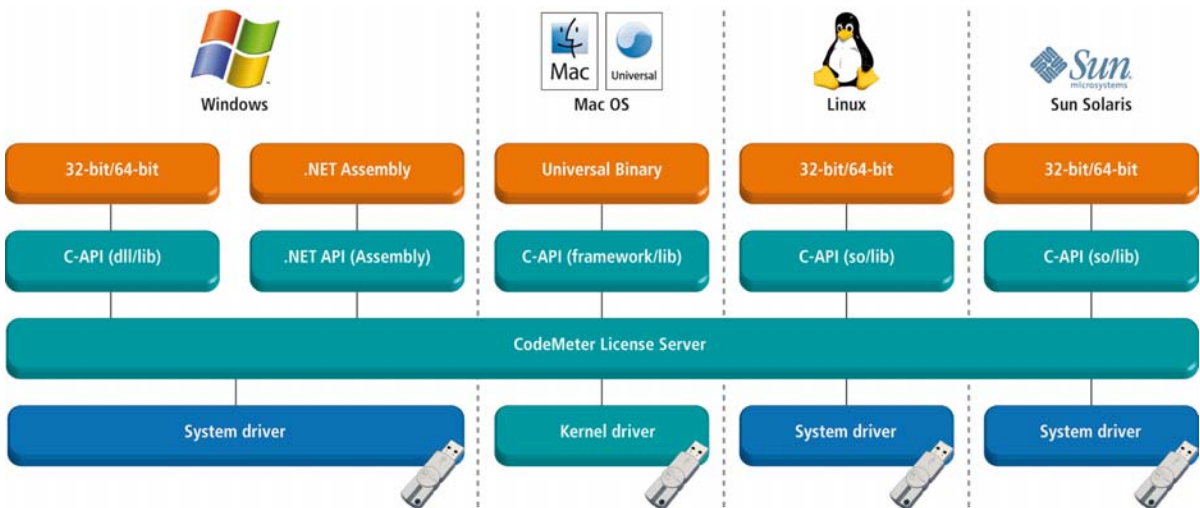 Mac
Universal
Sun
microsystems
Windows
Mac OS
Linux
Sun Solaris
32-bit/64-bit
.NET Assembly
Universal Binary
32-bit/64-bit
32-bit/64-bit
C-API (dll/lib)
.NET API (Assembly)
C-API (framework/lib)
C-API (so/lib)
C-API (so/lib)
CodeMeter License Server
System driver
Kernel driver
System driver
System driver